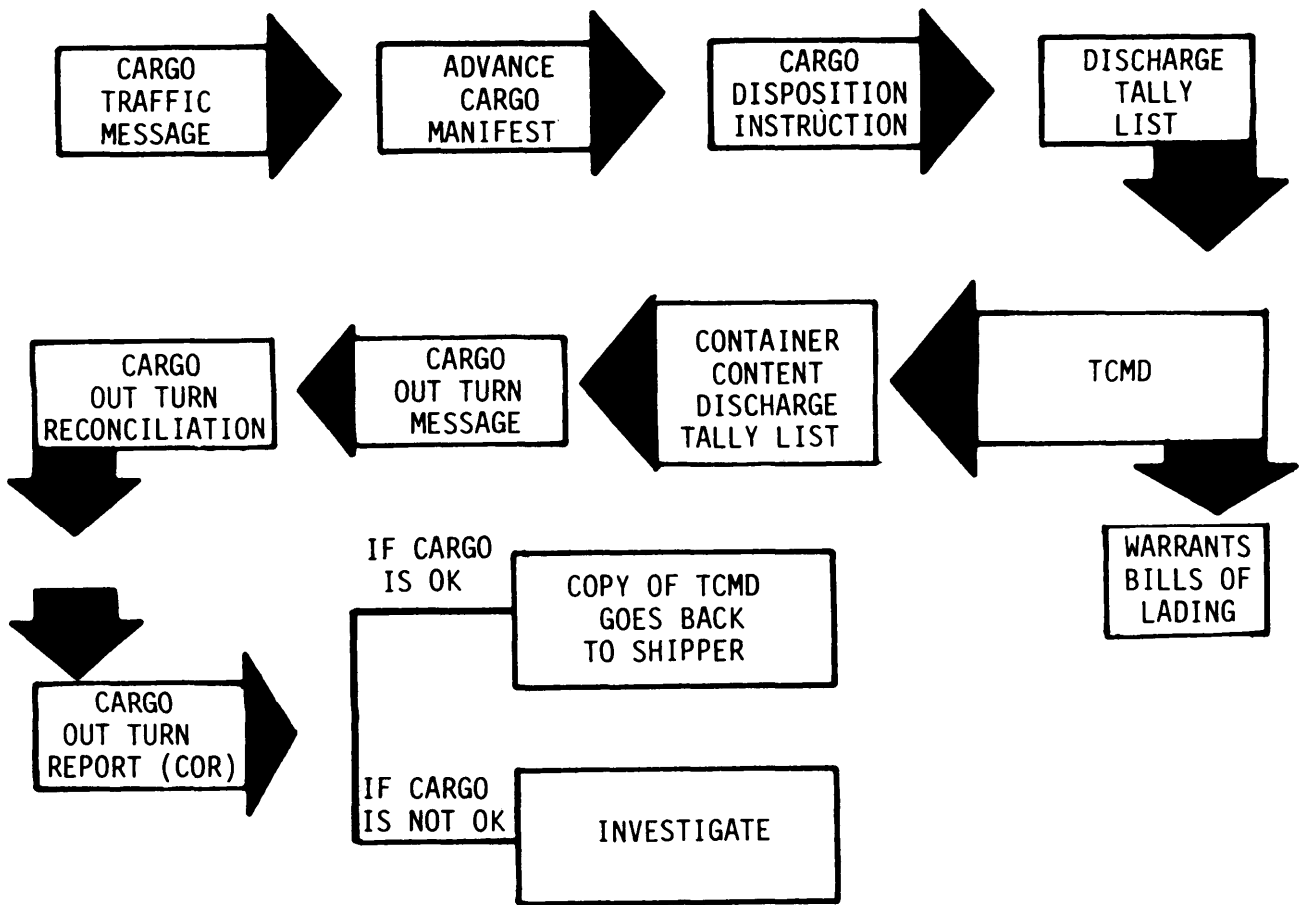 CARGO
TRAFFIC
MESSAGE
ADVANCE
CARGO
MANIFEST
CARGO
DISPOSITION
INSTRUCTION
DISCHARGE
TALLY
LIST
TCMD
CONTAINER
CONTENT
DISCHARGE
TALLY LIST
CARGO
OUT TURN
MESSAGE
CARGO
OUT TURN
RECONCILIATION
WARRANTS
BILLS OF
LADING
CARGO
OUT TURN
REPORT (COR)
IF CARGO
IS OK
COPY OF TCMD
GOES BACK
TO SHIPPER
IF CARGO
IS NOT OK
INVESTIGATE